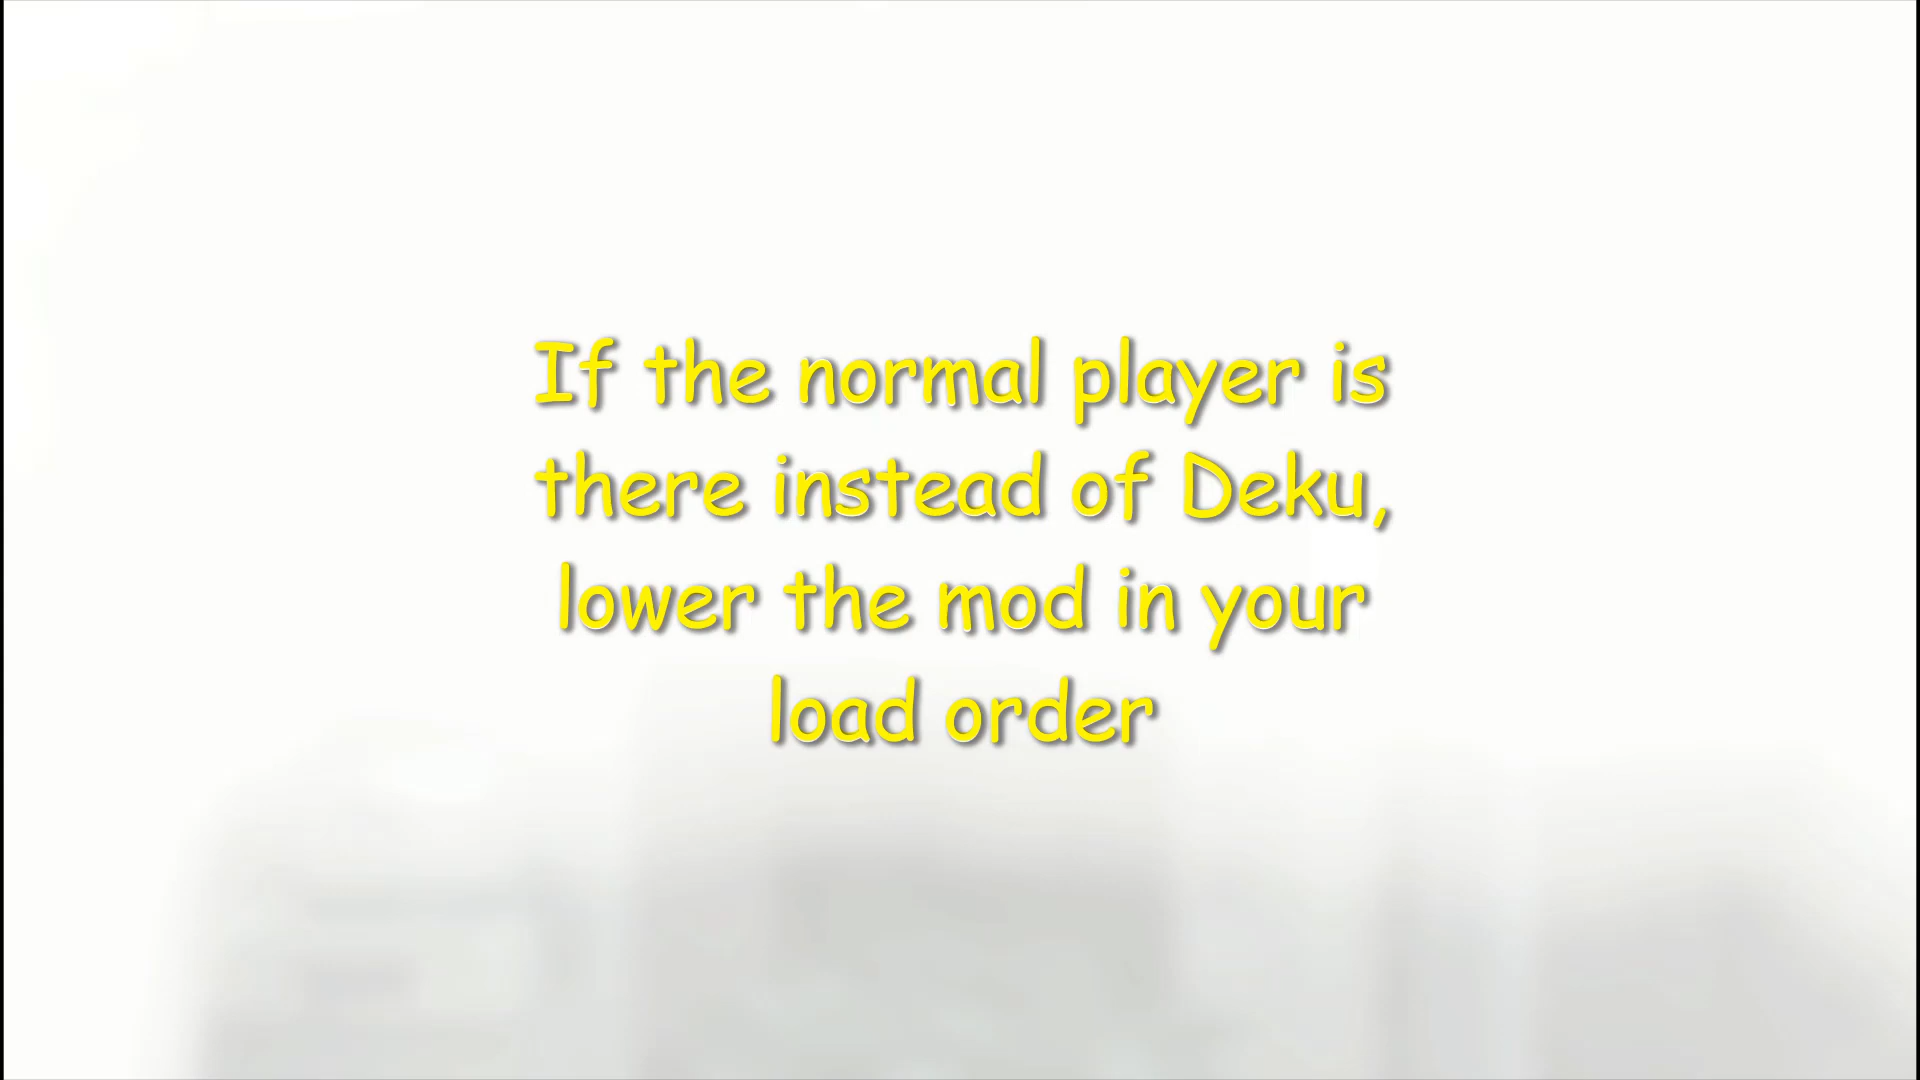 If the normal player is
there instead of Deku,
lower the mod in your
load order